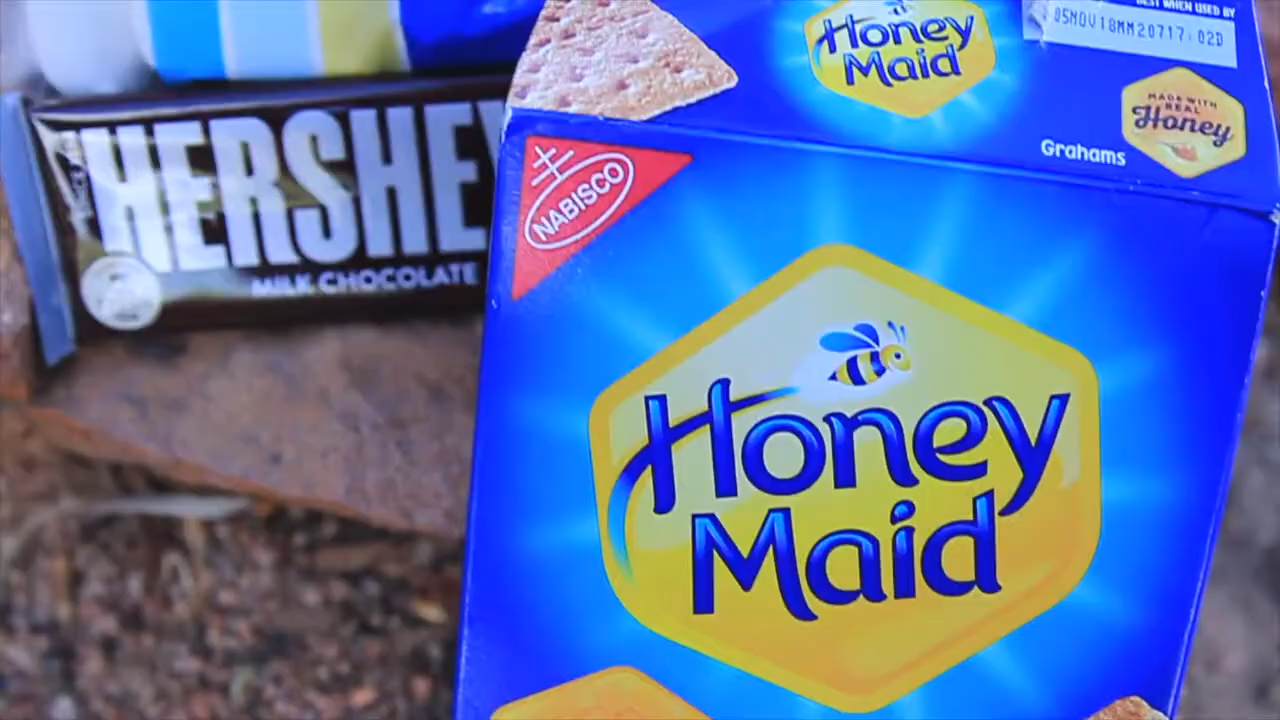 BEST WHEN USED BY
05NOV18MM20717 02D
Honey
Maid
MADE WITH
REAL
Honey
Grahams
HERSHEY
MILK CHOCOLATE
NABISCO
Honey
Maid